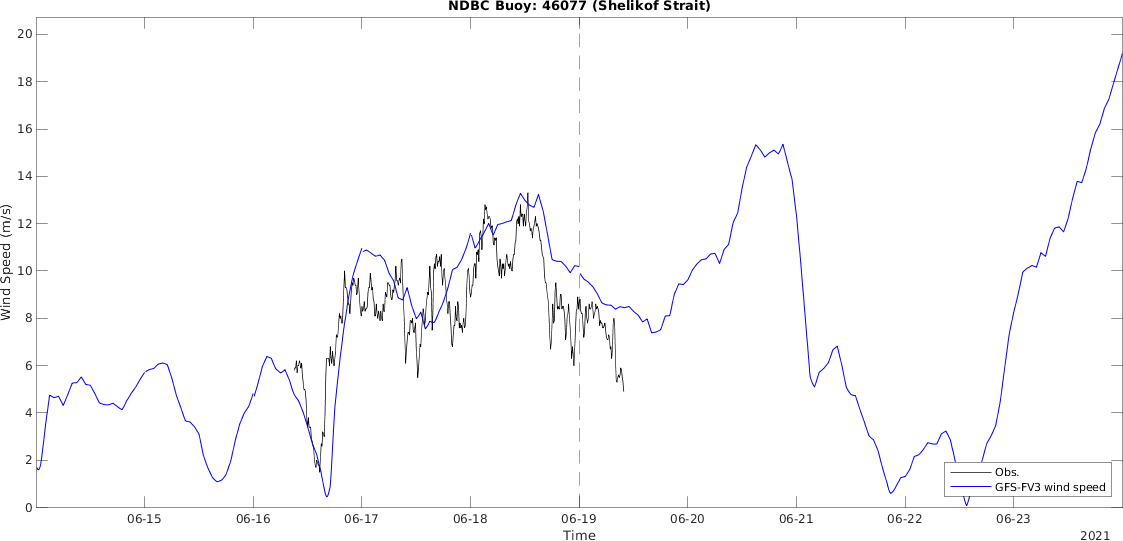 NDBC Buoy: 46077 (Shelikof Strait)
20
18
16
14
12
10
8
6
4
2
0
Wind Speed (m/s)
Obs.
GFS-FV3 wind speed
06-15 06-16 06-17 06-18 06-19 06-20 06-21 06-22 06-23
Time
2021